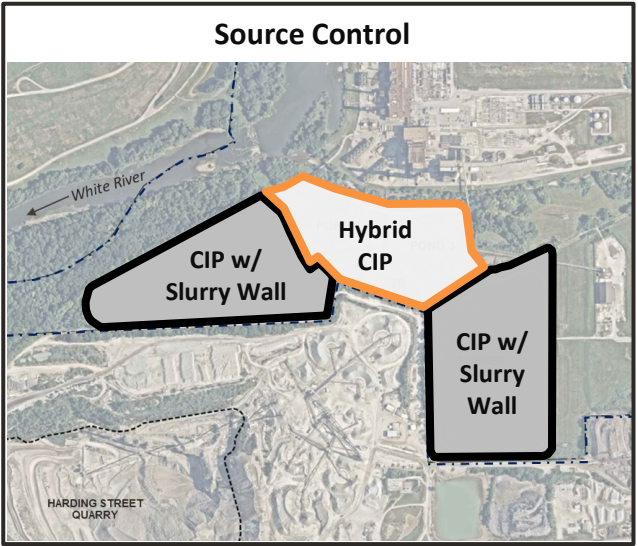 Source Control
White River
Hybrid
CIP
CIP w/
Slurry Wall
CIP w/
Slurry
Wall
HARDING STREET
QUARRY